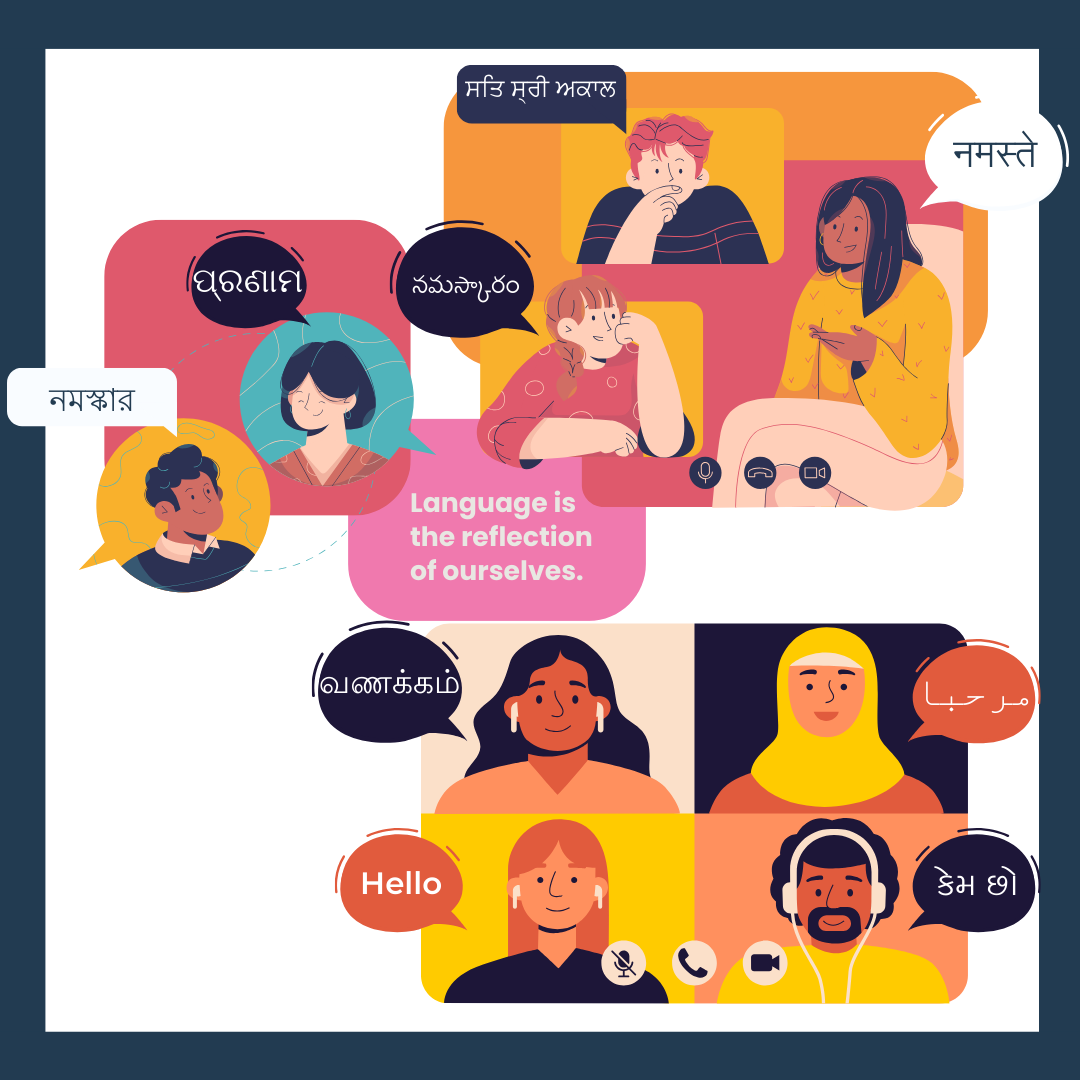 ਸਤਿ ਸ੍ਰੀ ਅਕਾਲ
नमस्ते
ପ୍ରଣାମ
నమస్కారం
নমস্কার
Language is
the reflection
of ourselves.
வணக்கம்
مرحبا
Hello
કેમ છો